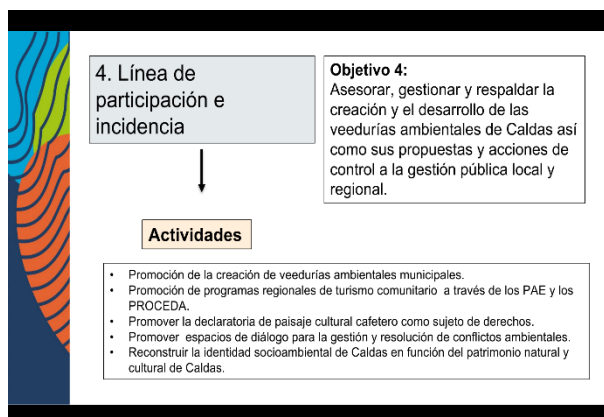 4. Línea de
participación e
incidencia
Objetivo 4:
Asesorar, gestionar y respaldar la
creación y el desarrollo de las
veedurías ambientales de Caldas así
como sus propuestas y acciones de
control a la gestión pública local y
regional.
Actividades
• Promoción de la creación de veedurías ambientales municipales.
• Promoción de programas regionales de turismo comunitario a través de los PAE y los
PROCEDA.
• Promover la declaratoria de paisaje cultural cafetero como sujeto de derechos.
• Promover espacios de diálogo para la gestión y resolución de conflictos ambientales.
• Reconstruir la identidad socioambiental de Caldas en función del patrimonio natural y
cultural de Caldas.